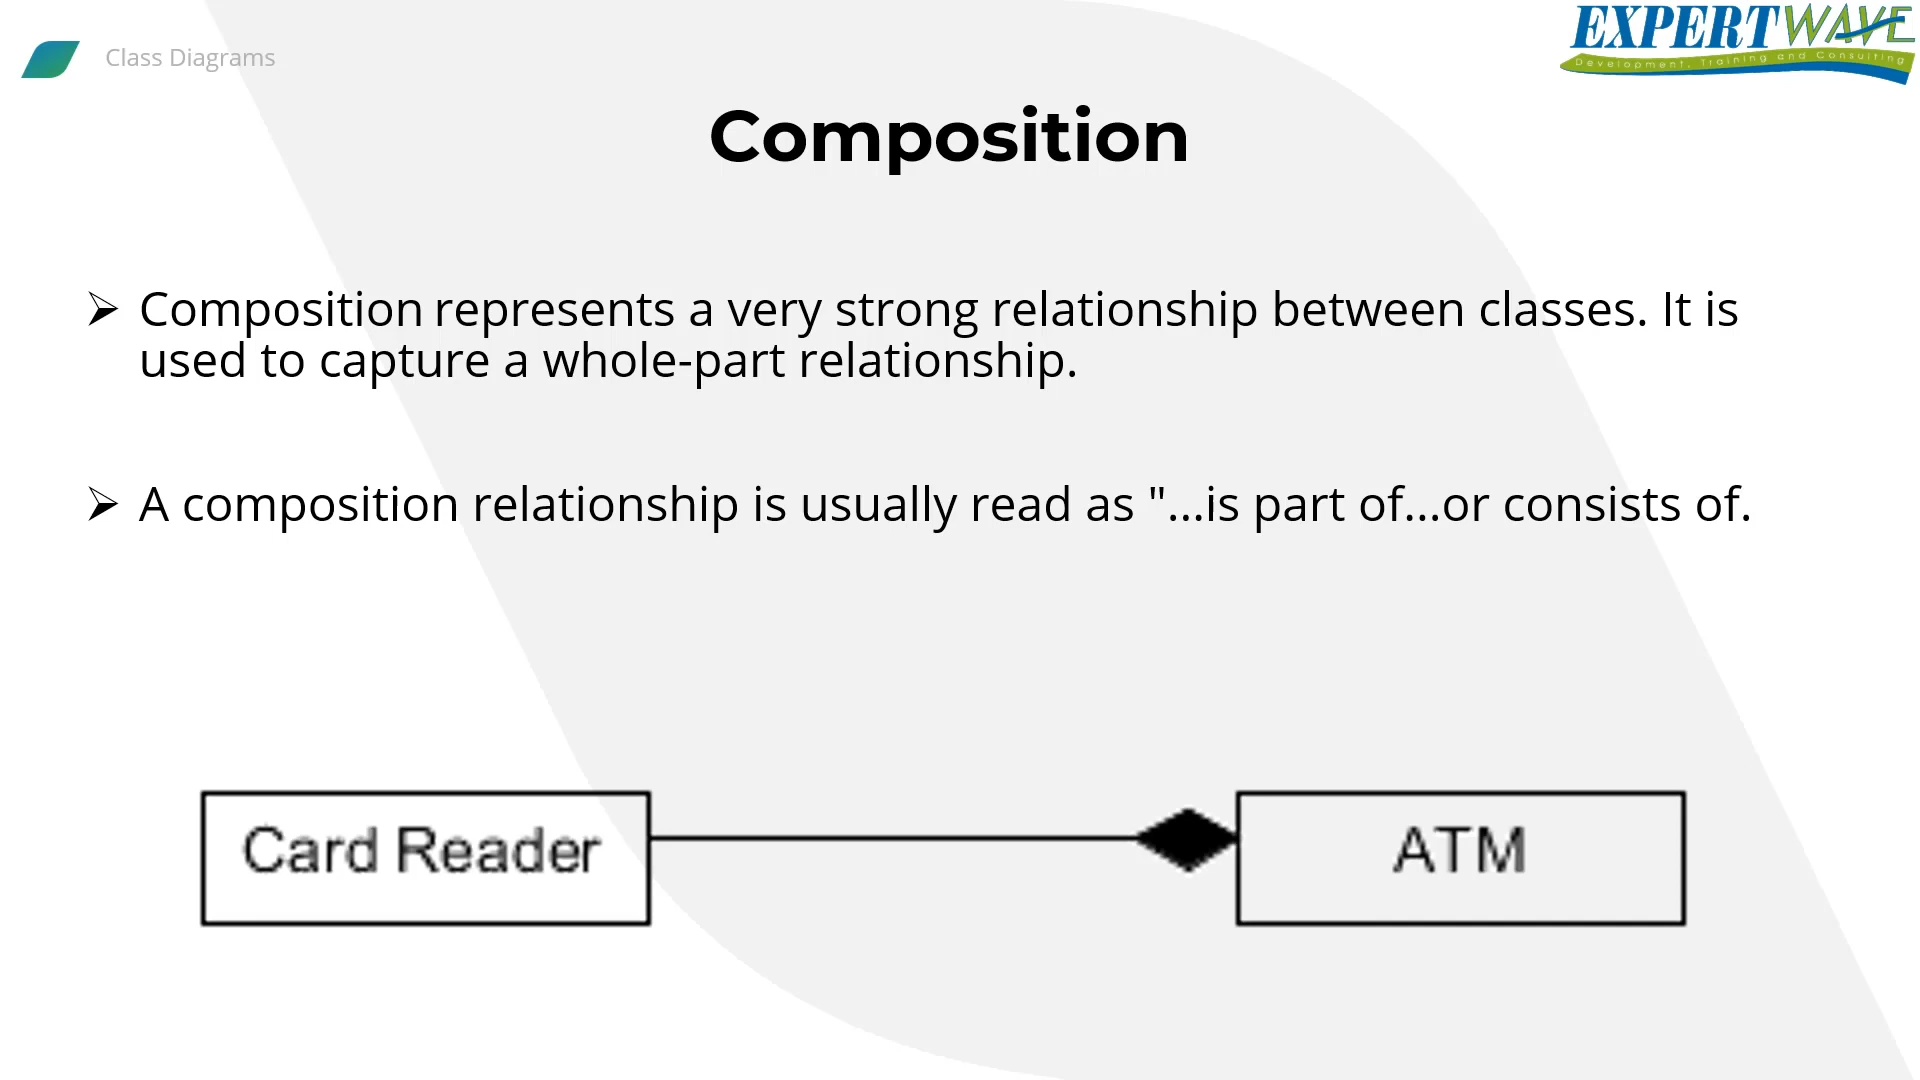 Class Diagrams
EXPERTWAVE
Development, Training and Consulting
Composition
➢ Composition represents a very strong relationship between classes. It is
used to capture a whole-part relationship.
➢ A composition relationship is usually read as "...is part of...or consists of.
Card Reader
ATM